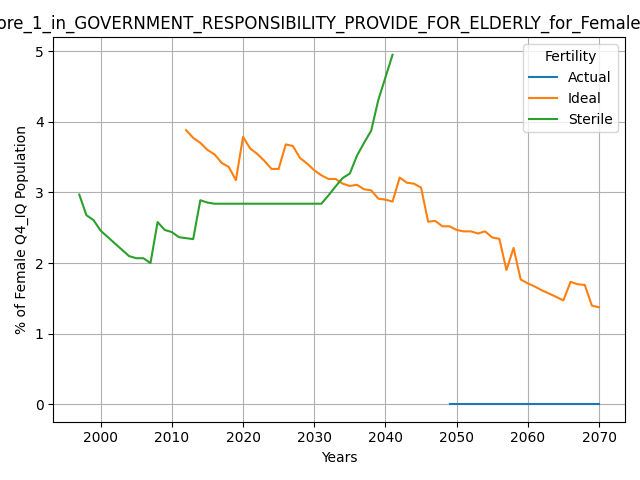 ore_1_in_GOVERNMENT_RESPONSIBILITY_PROVIDE_FOR_ELDERLY_for_Female
5
4
3
2
1
0
% of Female Q4_IQ Population
Fertility
Actual
Ideal
Sterile
2000 2010 2020 2030 2040 2050 2060 2070
Years